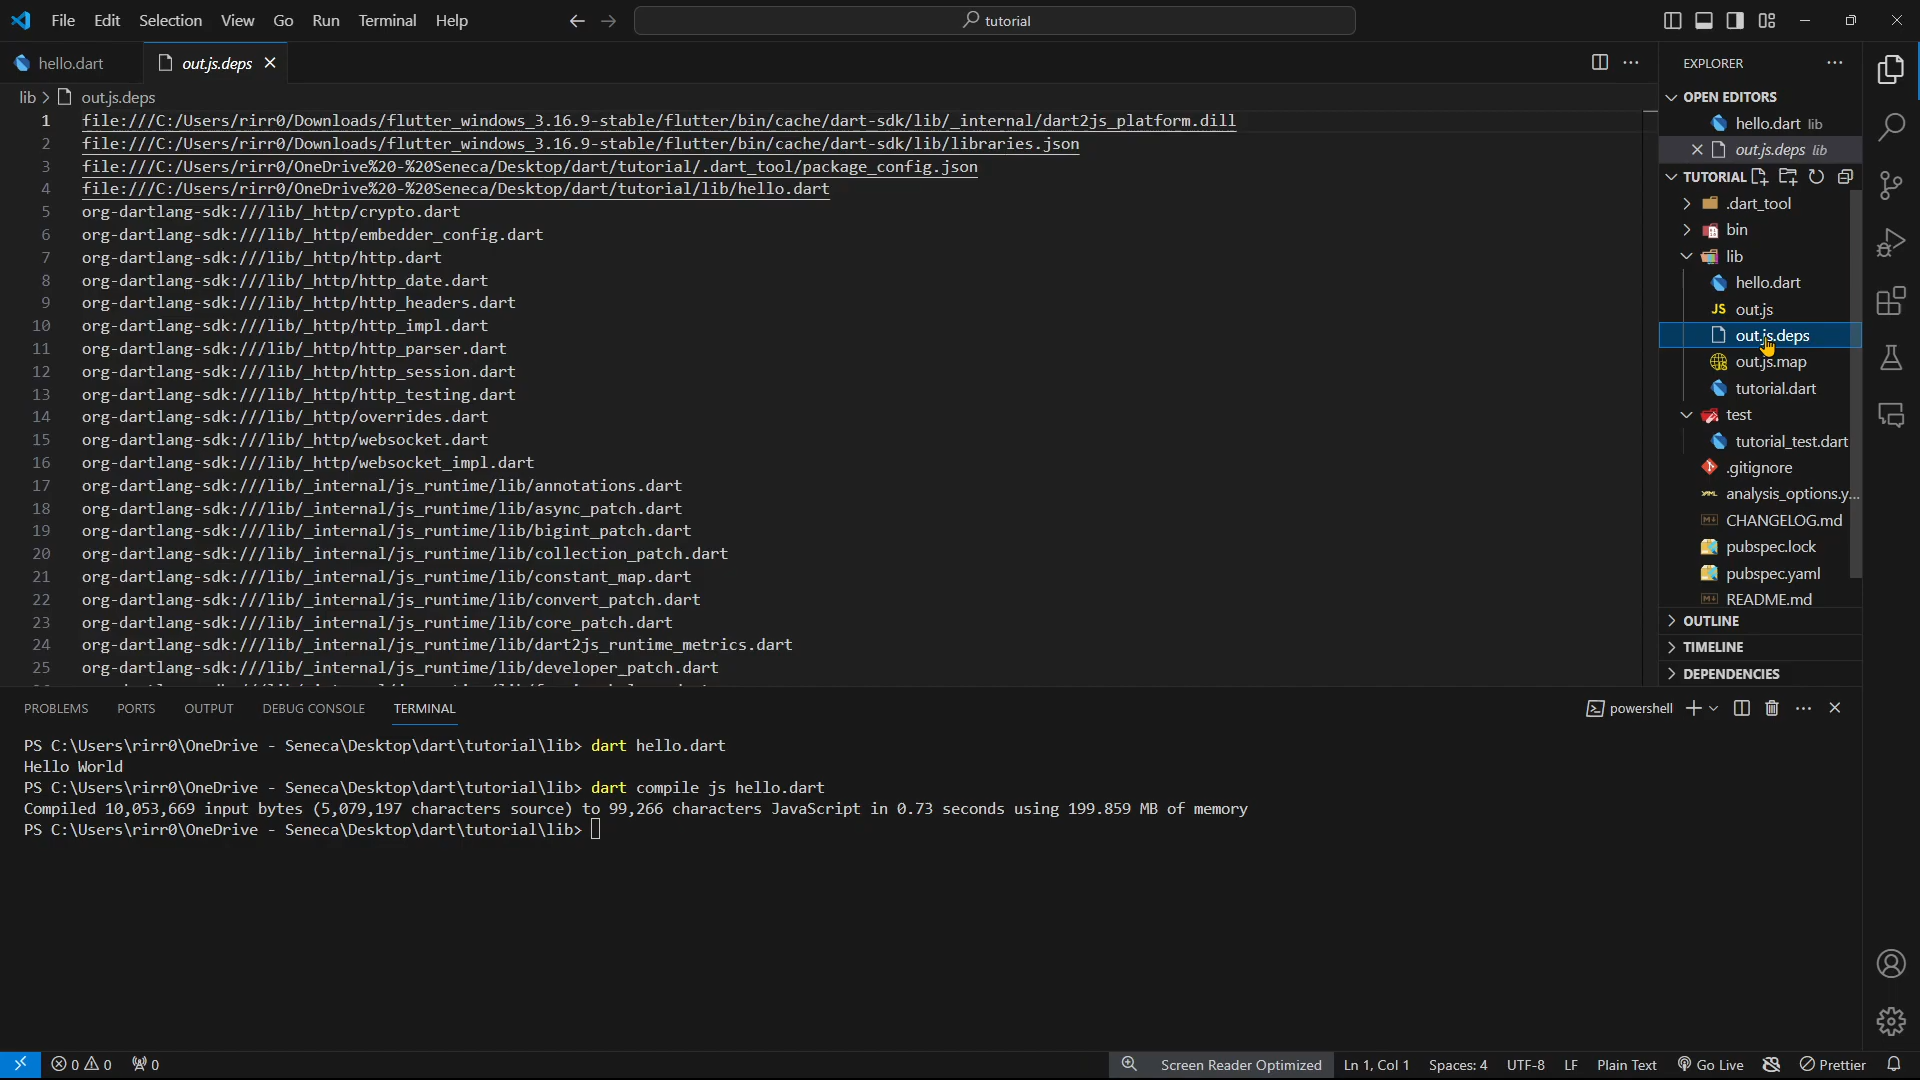 File Edit Selection View Go Run Terminal Help
tutorial
hello.dart
out.js.deps
EXPLORER
lib > out.js.deps
1 file:///C:/Users/rirr0/Downloads/flutter_windows_3.16.9-stable/flutter/bin/cache/dart-sdk/lib/_internal/dart2js_platform.dill
2 file:///C:/Users/rirr0/Downloads/flutter_windows_3.16.9-stable/flutter/bin/cache/dart-sdk/lib/libraries.json
3 file:///C:/Users/rirr0/OneDrive%20-%20Seneca/Desktop/dart/tutorial/.dart_tool/package_config.json
4 file:///C:/Users/rirr0/OneDrive%20-%20Seneca/Desktop/dart/tutorial/lib/hello.dart
5 org-dartlang-sdk:///lib/_http/crypto.dart
6 org-dartlang-sdk:///lib/_http/embedder_config.dart
7 org-dartlang-sdk:///lib/_http/http.dart
8 org-dartlang-sdk:///lib/_http/http_date.dart
9 org-dartlang-sdk:///lib/_http/http_headers.dart
10 org-dartlang-sdk:///lib/_http/http_impl.dart
11 org-dartlang-sdk:///lib/_http/http_parser.dart
12 org-dartlang-sdk:///lib/_http/http_session.dart
13 org-dartlang-sdk:///lib/_http/http_testing.dart
14 org-dartlang-sdk:///lib/_http/overrides.dart
15 org-dartlang-sdk:///lib/_http/websocket.dart
16 org-dartlang-sdk:///lib/_http/websocket_impl.dart
17 org-dartlang-sdk:///lib/_internal/js_runtime/lib/annotations.dart
18 org-dartlang-sdk:///lib/_internal/js_runtime/lib/async_patch.dart
19 org-dartlang-sdk:///lib/_internal/js_runtime/lib/bigint_patch.dart
20 org-dartlang-sdk:///lib/_internal/js_runtime/lib/collection_patch.dart
21 org-dartlang-sdk:///lib/_internal/js_runtime/lib/constant_map.dart
22 org-dartlang-sdk:///lib/_internal/js_runtime/lib/convert_patch.dart
23 org-dartlang-sdk:///lib/_internal/js_runtime/lib/core_patch.dart
24 org-dartlang-sdk:///lib/_internal/js_runtime/lib/dart2js_runtime_metrics.dart
25 org-dartlang-sdk:///lib/_internal/js_runtime/lib/developer_patch.dart
OPEN EDITORS
hello.dart lib
out.js.deps lib
TUTORIAL
.dart_tool
bin
lib
hello.dart
JS out.js
out.js.deps
out.js.map
tutorial.dart
test
tutorial_test.dart
.gitignore
analysis_options.y...
CHANGELOG.md
pubspec.lock
pubspec.yaml
README.md
OUTLINE
TIMELINE
DEPENDENCIES
PROBLEMS PORTS OUTPUT DEBUG CONSOLE TERMINAL
powershell
PS C:\Users\rirr0\OneDrive - Seneca\Desktop\dart\tutorial\lib> dart hello.dart
Hello World
PS C:\Users\rirr0\OneDrive - Seneca\Desktop\dart\tutorial\lib> dart compile js hello.dart
Compiled 10,053,669 input bytes (5,079,197 characters source) to 99,266 characters JavaScript in 0.73 seconds using 199.859 MB of memory
PS C:\Users\rirr0\OneDrive - Seneca\Desktop\dart\tutorial\lib>
0 0 0 Screen Reader Optimized Ln 1, Col 1 Spaces: 4 UTF-8 LF Plain Text Go Live Prettier